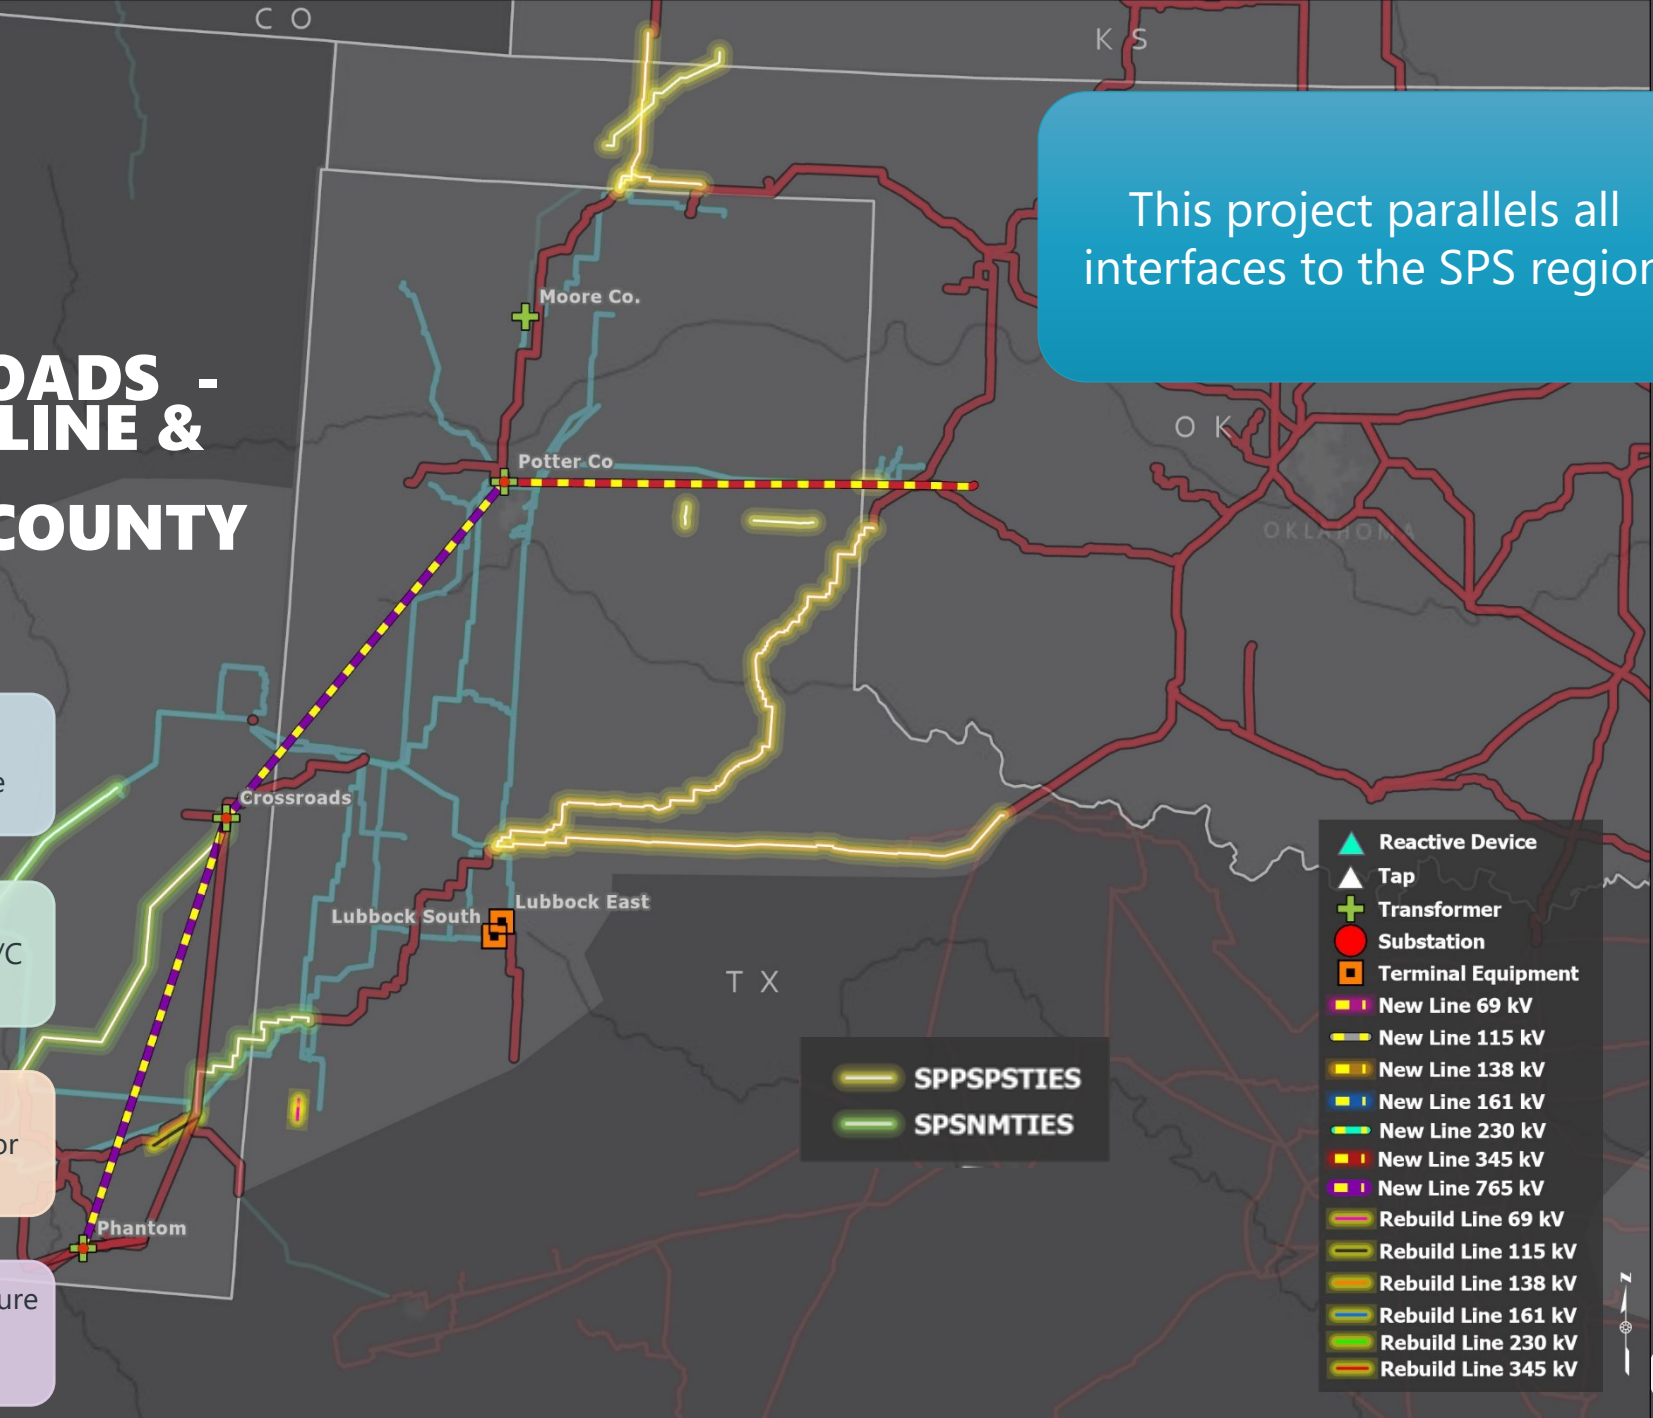 C O
K S
This project parallels all
interfaces to the SPS region
Moore Co.
OADS -
LINE &
COUNTY
O K
Potter Co
OKLAHOMA
e
Crossroads
Lubbock East
Lubbock South
/C
T X
SPPSPSTIES
SPSNMTIES
or
Phantom
ure
Reactive Device
Tap
Transformer
Substation
Terminal Equipment
New Line 69 kV
New Line 115 kV
New Line 138 kV
New Line 161 kV
New Line 230 kV
New Line 345 kV
New Line 765 kV
Rebuild Line 69 kV
Rebuild Line 115 kV
Rebuild Line 138 kV
Rebuild Line 161 kV
Rebuild Line 230 kV
Rebuild Line 345 kV
N